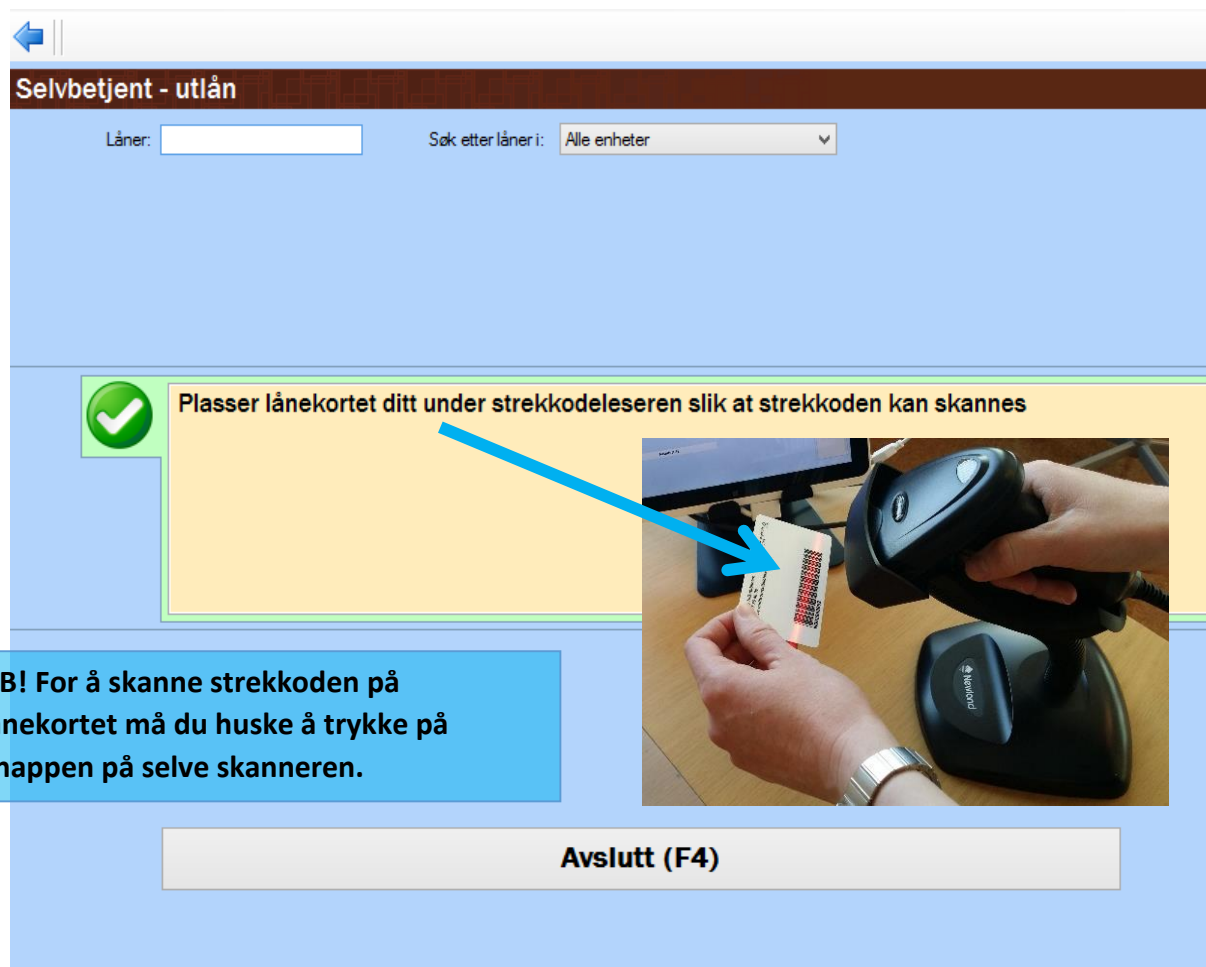 Selvbetjent - utlån
Låner:
Søk etter låner i: Alle enheter
Plasser lånekortet ditt under strekkodeleseren slik at strekkoden kan skannes
Newland
B! For å skanne strekkoden på
nekortet må du huske å trykke på
nappen på selve skanneren.
Avslutt (F4)